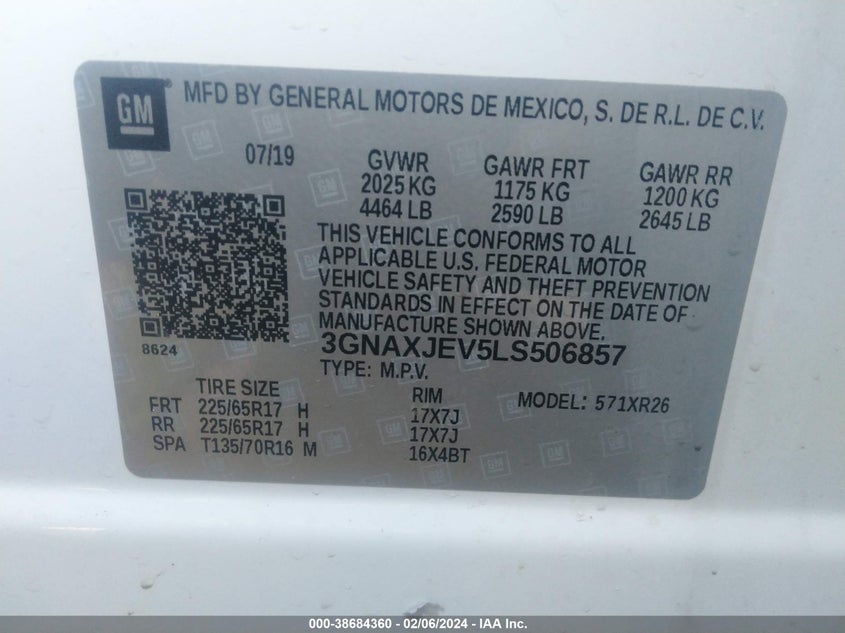 GM
MFD BY GENERAL MOTORS DE MEXICO, S. DE R.L. DE C.V.
07/19 GVWR GAWR FRT GAWR RR
2025 KG 1175 KG 1200 KG
4464 LB 2590 LB 2645 LB
THIS VEHICLE CONFORMS TO ALL
APPLICABLE U.S. FEDERAL MOTOR
VEHICLE SAFETY AND THEFT PREVENTION
STANDARDS IN EFFECT ON THE DATE OF
MANUFACTURE SHOWN ABOVE.
8624
3GNAXJEV5LS506857
TYPE: M.P.V.
TIRE SIZE RIM MODEL: 571XR26
FRT 225/65R17 H 17X7J
RR 225/65R17 H 17X7J
SPA T135/70R16 M 16X4BT
000-38684360 - 02/06/2024 - IAA Inc.